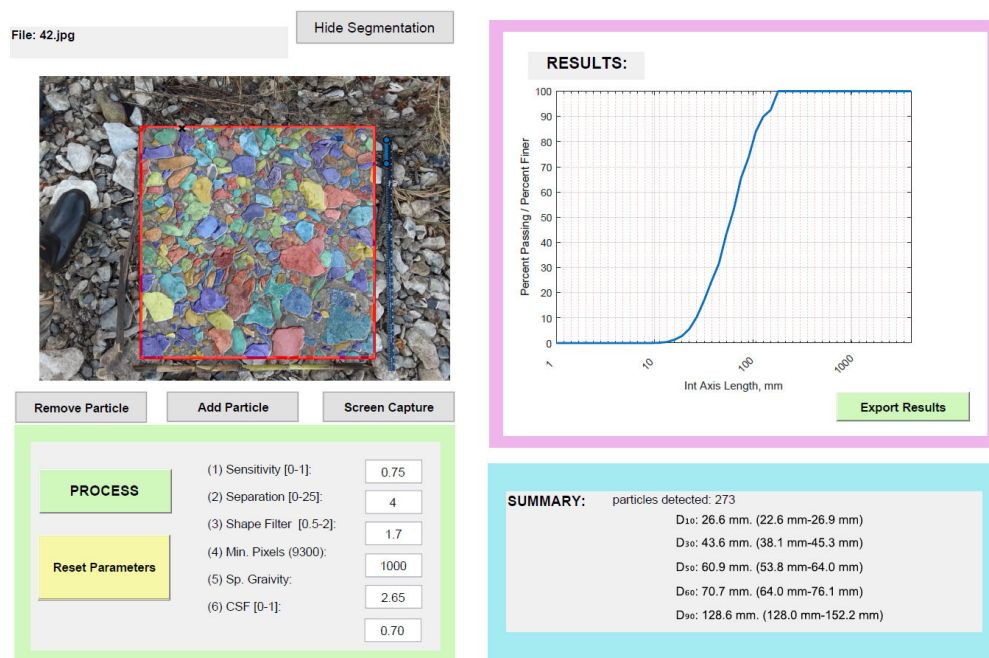 File: 42.jpg
Hide Segmentation
Remove Particle
Add Particle
Screen Capture
PROCESS
Reset Parameters
(1) Sensitivity [0-1]:
0.75
(2) Separation [0-25]:
4
(3) Shape Filter [0.5-2]:
1.7
(4) Min. Pixels (9300):
1000
(5) Sp. Graivity:
2.65
(6) CSF [0-1]:
0.70
RESULTS:
Percent Passing / Percent Finer
100
90
80
70
60
50
40
30
20
10
0
1
10
100
1000
Int Axis Length, mm
Export Results
SUMMARY:
particles detected: 273
D₁₀: 26.6 mm. (22.6 mm-26.9 mm)
D₃₀: 43.6 mm. (38.1 mm-45.3 mm)
D₅₀: 60.9 mm. (53.8 mm-64.0 mm)
D₆₀: 70.7 mm. (64.0 mm-76.1 mm)
D₉₀: 128.6 mm. (128.0 mm-152.2 mm)